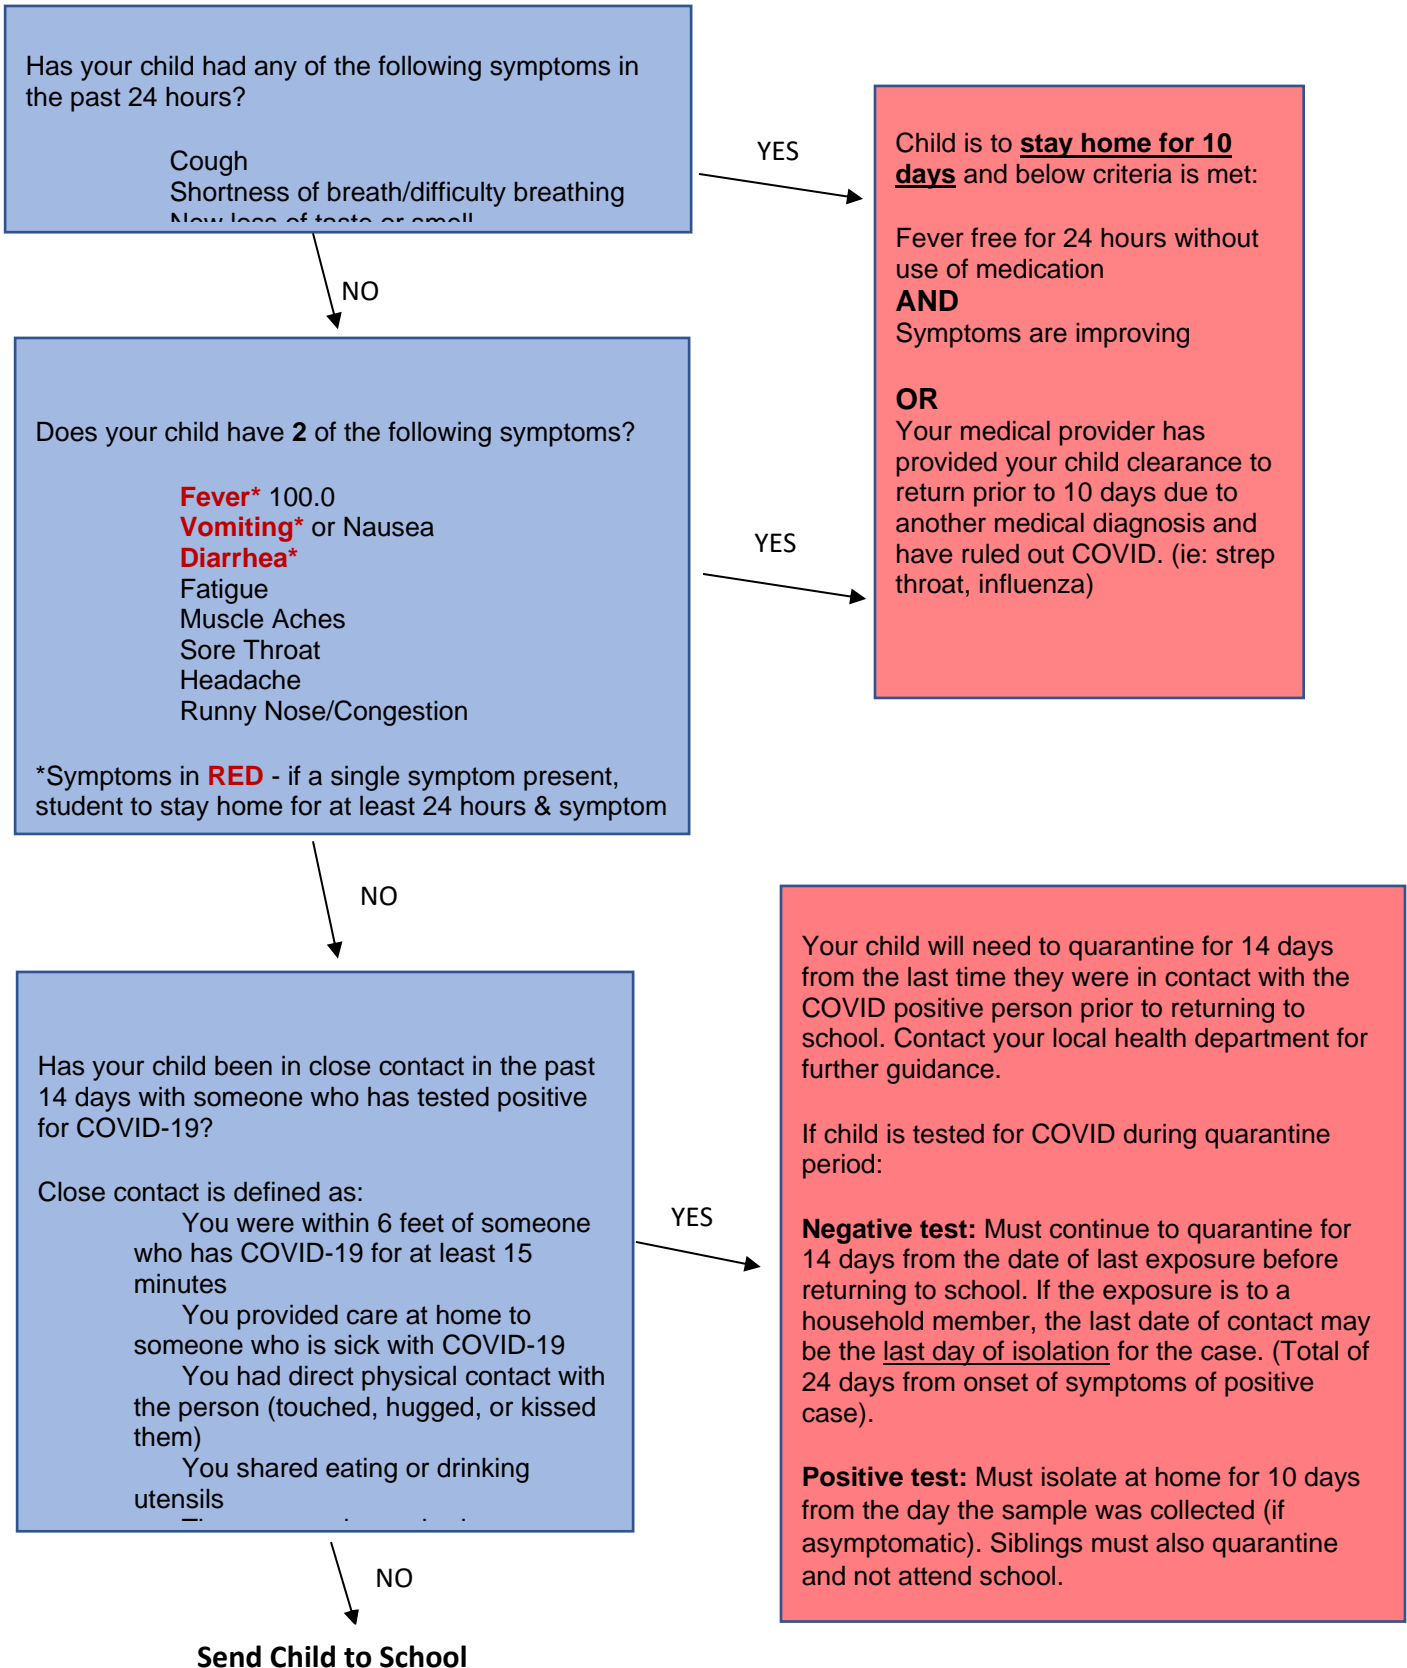 Has your child had any of the following symptoms in
the past 24 hours?
Cough
Shortness of breath/difficulty breathing
New loss of taste or smell
YES
Child is to stay home for 10
days and below criteria is met:
Fever free for 24 hours without
use of medication
AND
Symptoms are improving
OR
Your medical provider has
provided your child clearance to
return prior to 10 days due to
another medical diagnosis and
have ruled out COVID. (ie: strep
throat, influenza)
NO
Does your child have 2 of the following symptoms?
Fever* 100.0
Vomiting* or Nausea
Diarrhea*
Fatigue
Muscle Aches
Sore Throat
Headache
Runny Nose/Congestion
*Symptoms in RED - if a single symptom present,
student to stay home for at least 24 hours & symptom
YES
NO
Has your child been in close contact in the past
14 days with someone who has tested positive
for COVID-19?
Close contact is defined as:
You were within 6 feet of someone
who has COVID-19 for at least 15
minutes
You provided care at home to
someone who is sick with COVID-19
You had direct physical contact with
the person (touched, hugged, or kissed
them)
You shared eating or drinking
utensils
YES
Your child will need to quarantine for 14 days
from the last time they were in contact with the
COVID positive person prior to returning to
school. Contact your local health department for
further guidance.
If child is tested for COVID during quarantine
period:
Negative test: Must continue to quarantine for
14 days from the date of last exposure before
returning to school. If the exposure is to a
household member, the last date of contact may
be the last day of isolation for the case. (Total of
24 days from onset of symptoms of positive
case).
Positive test: Must isolate at home for 10 days
from the day the sample was collected (if
asymptomatic). Siblings must also quarantine
and not attend school.
NO
Send Child to School